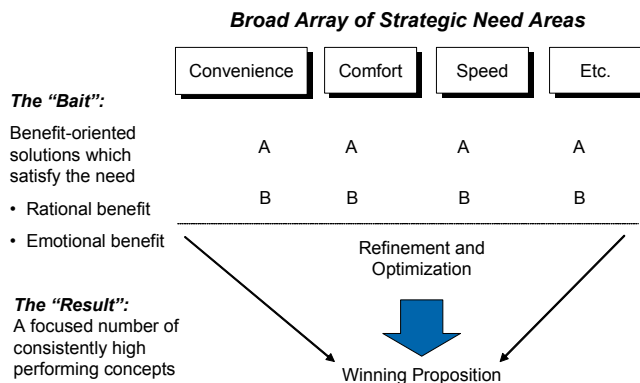 Broad Array of Strategic Need Areas
Convenience
Comfort
Speed
Etc.
The “Bait”:
Benefit-oriented
solutions which
satisfy the need
• Rational benefit
• Emotional benefit
A A A A
B B B B
Refinement and
Optimization
The “Result”:
A focused number of
consistently high
performing concepts
Winning Proposition